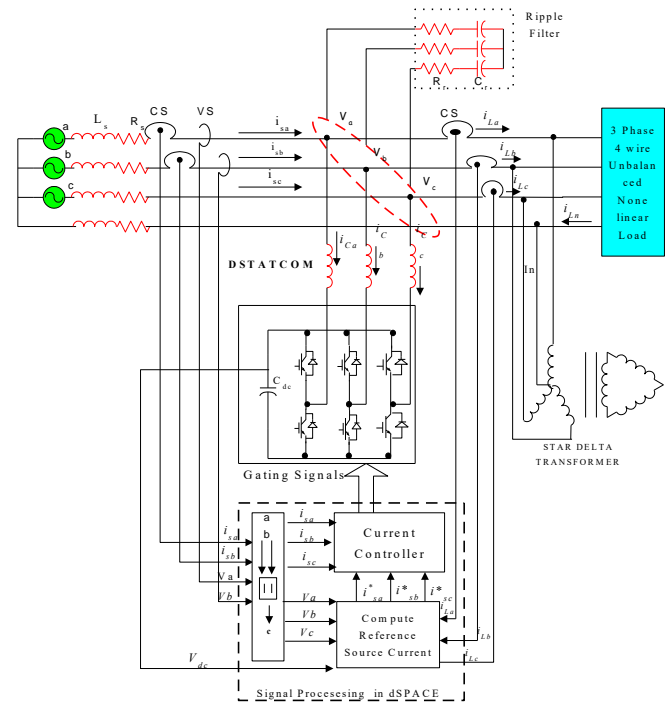 Ripple
Filter
R r
C r
CS
VS
L s
R s
a
b
c
i sa
i sb
i sc
V a
V b
V c
CS
i La
i Lb
i Lc
i Ln
3 Phase
4 wire
Unbalan
ced
None
linear
Load
In
DSTATCOM
i Ca
i C b
i C c
C dc
STAR DELTA
TRANSFORMER
Gating Signals
i sa
i sb
Va
Vb
V dc
a
b
c
i sa
i sb
i sc
Current
Controller
i* sa
i* sb
i* sc
i La
i Lb
i Lc
Va
Vb
Vc
Compute
Reference
Source Current
Signal Procesesing in dSPACE